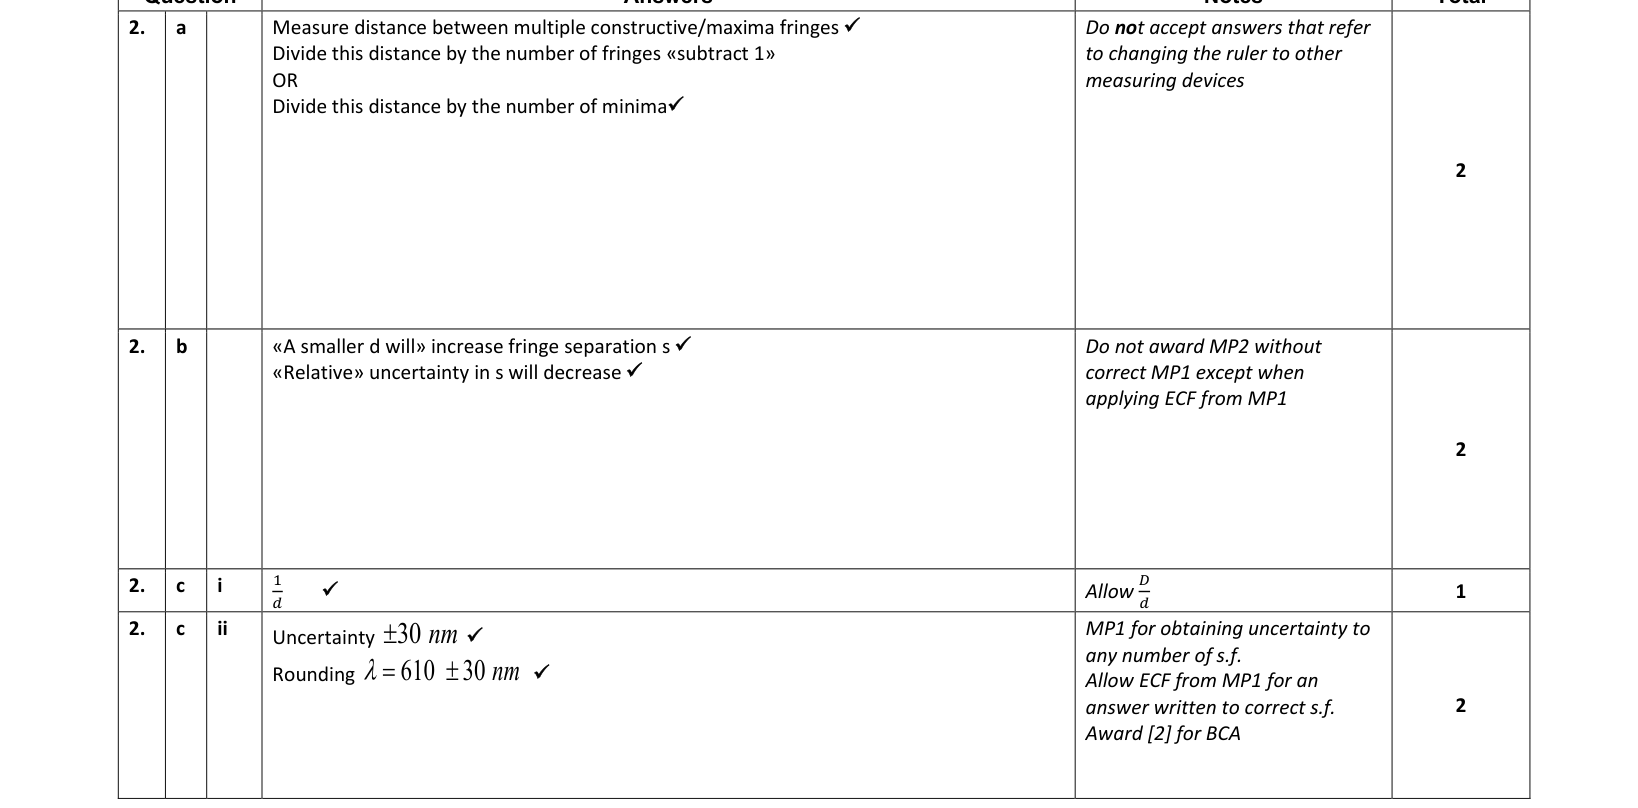 Question Answers Notes Total
2. a Measure distance between multiple constructive/maxima fringes ✓ Do not accept answers that refer
Divide this distance by the number of fringes «subtract 1» to changing the ruler to other
OR measuring devices
Divide this distance by the number of minima✓
2
2. b «A smaller d will» increase fringe separation s ✓ Do not award MP2 without
«Relative» uncertainty in s will decrease ✓ correct MP1 except when
applying ECF from MP1
2
2. c i 1/d ✓ Allow D/d 1
2. c ii Uncertainty ±30 nm ✓ MP1 for obtaining uncertainty to
any number of s.f.
Rounding λ = 610 ±30 nm ✓ Allow ECF from MP1 for an
answer written to correct s.f.
2
Award [2] for BCA